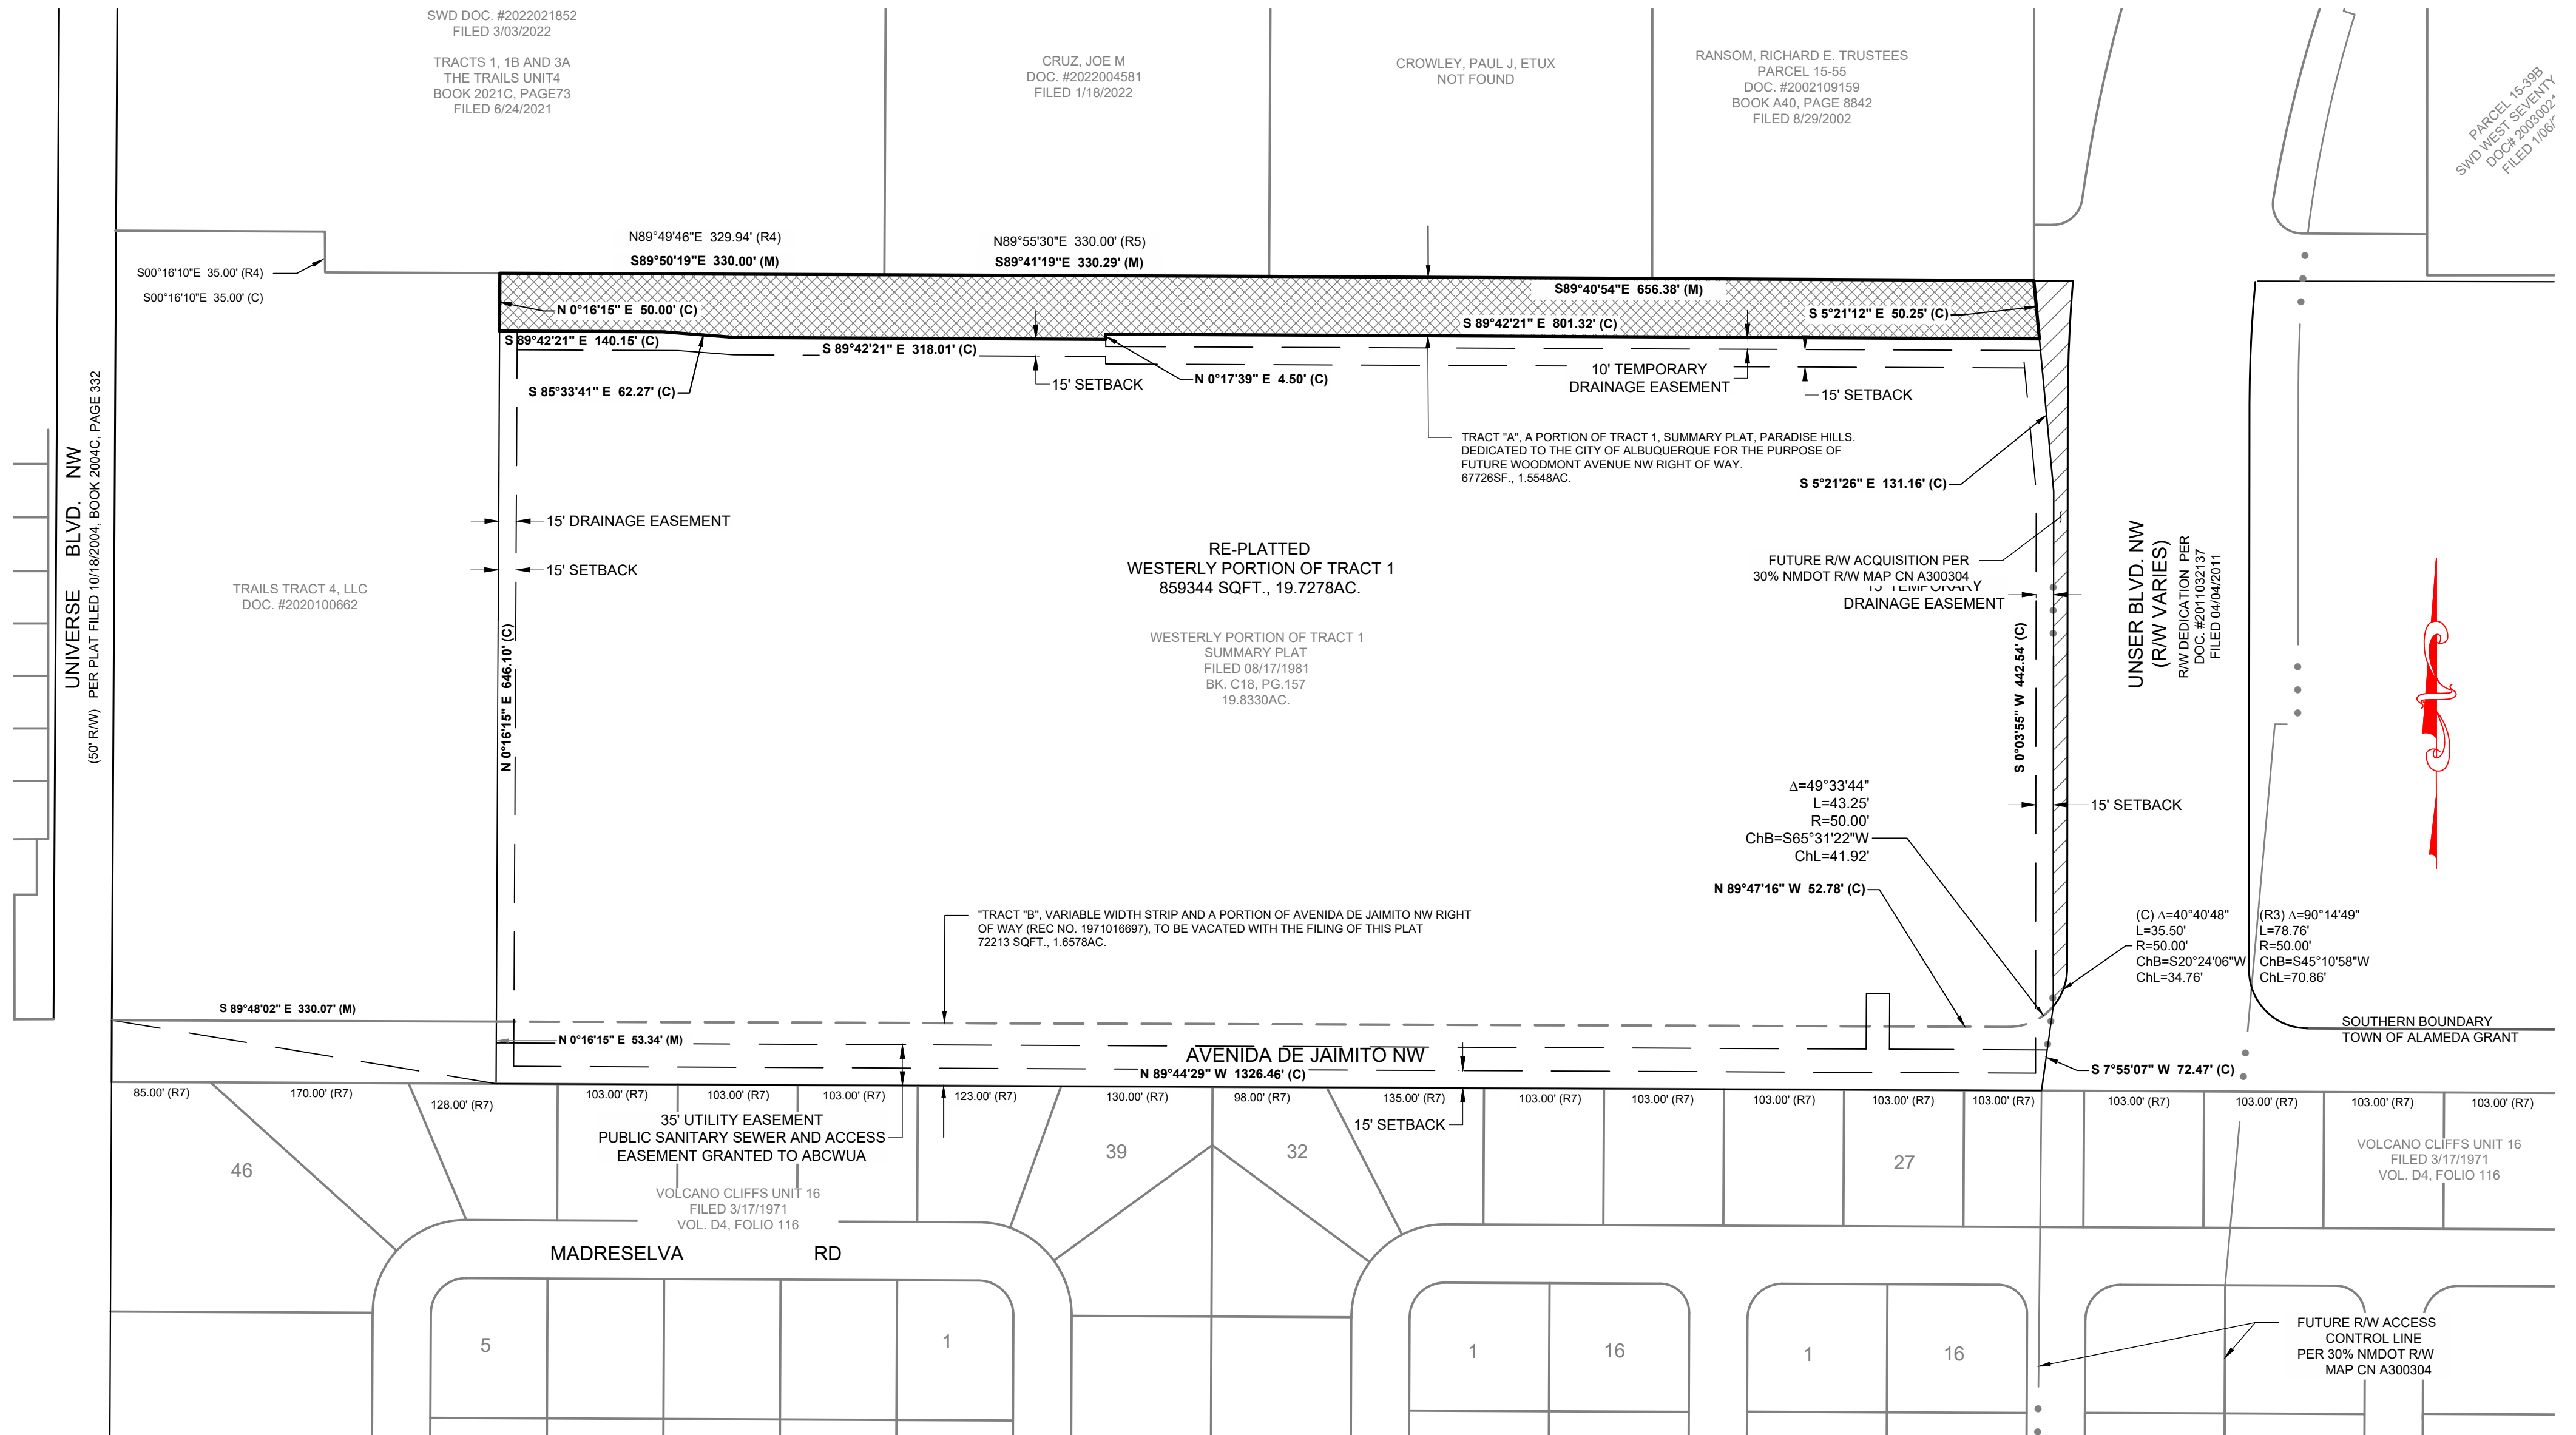 SWD DOC. #2022021852
FILED 3/03/2022
TRACTS 1, 1B AND 3A
THE TRAILS UNIT4
BOOK 2021C, PAGE73
FILED 6/24/2021
CRUZ, JOE M
DOC. #2022004581
FILED 1/18/2022
CROWLEY, PAUL J, ETUX
NOT FOUND
RANSOM, RICHARD E. TRUSTEES
PARCEL 15-55
DOC. #2002109159
BOOK A40, PAGE 8842
FILED 8/29/2002
PARCEL 15-39B
SWD WEST SEVENTY
DOC# 2003002
FILED 1/06/
N89°49'46"E 329.94' (R4)
S89°50'19"E 330.00' (M)
N89°55'30"E 330.00' (R5)
S89°41'19"E 330.29' (M)
S00°16'10"E 35.00' (R4)
S00°16'10"E 35.00' (C)
S89°40'54"E 656.38' (M)
N 0°16'15" E 50.00' (C)
S 5°21'12" E 50.25' (C)
S 89°42'21" E 801.32' (C)
S 89°42'21" E 140.15' (C)
S 89°42'21" E 318.01' (C)
S 85°33'41" E 62.27' (C)
15' SETBACK
N 0°17'39" E 4.50' (C)
10' TEMPORARY
DRAINAGE EASEMENT
15' SETBACK
TRACT "A", A PORTION OF TRACT 1, SUMMARY PLAT, PARADISE HILLS.
DEDICATED TO THE CITY OF ALBUQUERQUE FOR THE PURPOSE OF
FUTURE WOODMONT AVENUE NW RIGHT OF WAY.
67726SF., 1.5548AC.
S 5°21'26" E 131.16' (C)
UNIVERSE BLVD. NW
(50' R/W) PER PLAT FILED 10/18/2004, BOOK 2004C, PAGE 332
15' DRAINAGE EASEMENT
15' SETBACK
RE-PLATTED
WESTERLY PORTION OF TRACT 1
859344 SQFT., 19.7278AC.
FUTURE R/W ACQUISITION PER
30% NMDOT R/W MAP CN A300304
15' TEMPORARY
DRAINAGE EASEMENT
TRAILS TRACT 4, LLC
DOC. #2020100662
WESTERLY PORTION OF TRACT 1
SUMMARY PLAT
FILED 08/17/1981
BK. C18, PG.157
19.8330AC.
N 0°16'15" E 646.10' (C)
S 0°03'55" W 442.54' (C)
UNSER BLVD. NW
(R/W VARIES)
R/W DEDICATION PER
DOC. #2011032137
FILED 04/04/2011
Δ=49°33'44"
L=43.25'
R=50.00'
ChB=S65°31'22"W
ChL=41.92'
15' SETBACK
N 89°47'16" W 52.78' (C)
"TRACT "B", VARIABLE WIDTH STRIP AND A PORTION OF AVENIDA DE JAIMITO NW RIGHT
OF WAY (REC NO. 1971016697), TO BE VACATED WITH THE FILING OF THIS PLAT
72213 SQFT., 1.6578AC.
(C) Δ=40°40'48"
L=35.50'
R=50.00'
ChB=S20°24'06"W
ChL=34.76'
(R3) Δ=90°14'49"
L=78.76'
R=50.00'
ChB=S45°10'58"W
ChL=70.86'
S 89°48'02" E 330.07' (M)
SOUTHERN BOUNDARY
TOWN OF ALAMEDA GRANT
N 0°16'15" E 53.34' (M)
AVENIDA DE JAIMITO NW
N 89°44'29" W 1326.46' (C)
S 7°55'07" W 72.47' (C)
85.00' (R7)
170.00' (R7)
128.00' (R7)
103.00' (R7)
103.00' (R7)
103.00' (R7)
123.00' (R7)
130.00' (R7)
98.00' (R7)
135.00' (R7)
103.00' (R7)
103.00' (R7)
103.00' (R7)
103.00' (R7)
103.00' (R7)
103.00' (R7)
103.00' (R7)
103.00' (R7)
103.00' (R7)
35' UTILITY EASEMENT
PUBLIC SANITARY SEWER AND ACCESS
EASEMENT GRANTED TO ABCWUA
15' SETBACK
46
39
32
27
VOLCANO CLIFFS UNIT 16
FILED 3/17/1971
VOL. D4, FOLIO 116
VOLCANO CLIFFS UNIT 16
FILED 3/17/1971
VOL. D4, FOLIO 116
MADRESELVA RD
5
1
1
16
1
16
FUTURE R/W ACCESS
CONTROL LINE
PER 30% NMDOT R/W
MAP CN A300304